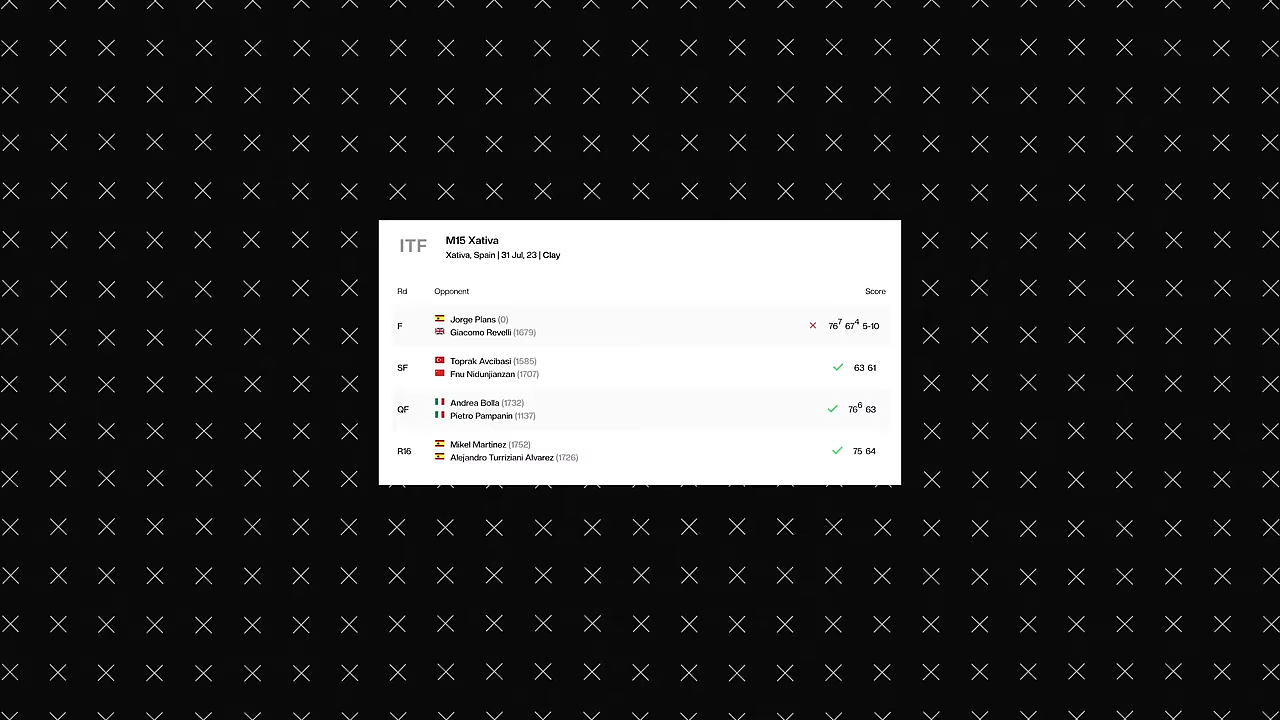 ITF
M15 Xativa
Xativa, Spain | 31 Jul, 23 | Clay
Rd Opponent Score
F
Jorge Plans (0)
Giacomo Revelli (1679)
76⁷ 67⁴ 5-10
SF
Toprak Avcibasi (1585)
Fnu Nidunjianzan (1707)
63 61
QF
Andrea Bolla (1732)
Pietro Pampanin (1137)
76⁶ 63
R16
Mikel Martinez (1752)
Alejandro Turriziani Alvarez (1726)
75 64